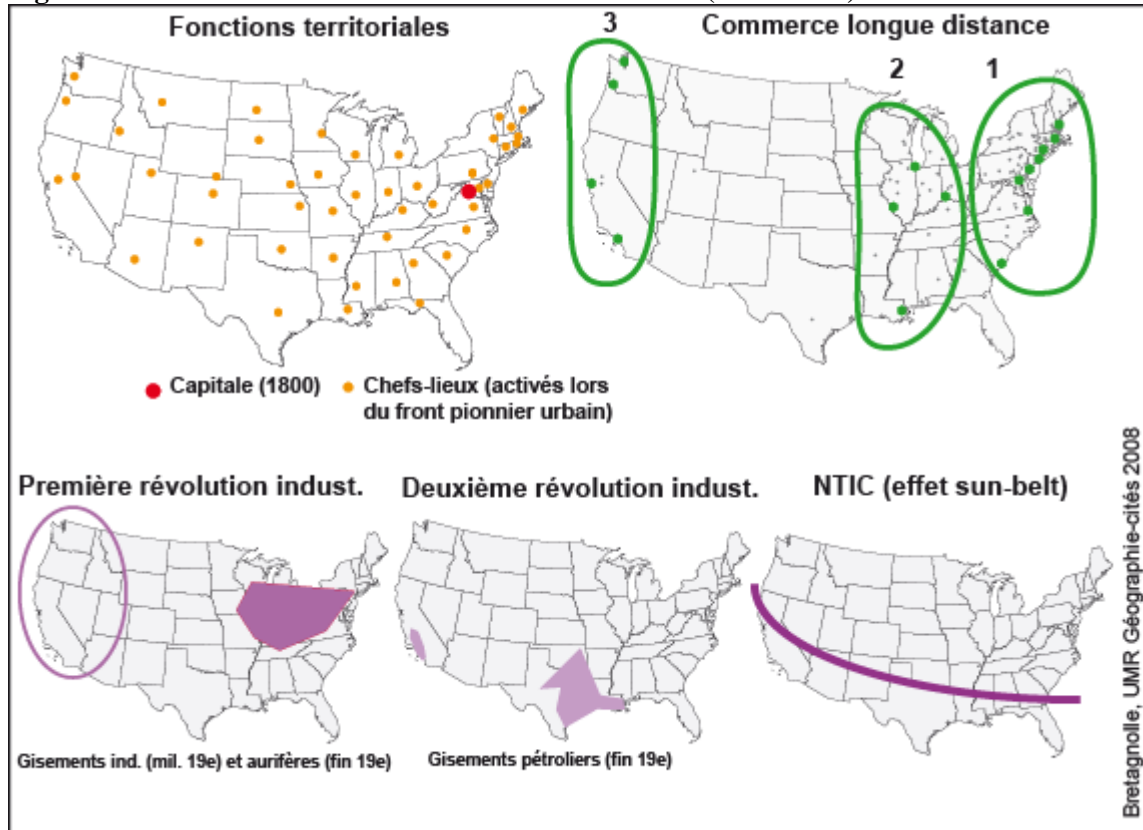 Fonctions territoriales
Commerce longue distance
3
2
1
Capitale (1800)
Chefs-lieux (activés lors
du front pionnier urbain)
Première révolution indust.
Deuxième révolution indust.
NTIC (effet sun-belt)
Gisements ind. (mil. 19e) et aurifères (fin 19e)
Gisements pétroliers (fin 19e)
Bretagnolle, UMR Géographie-cités 2008